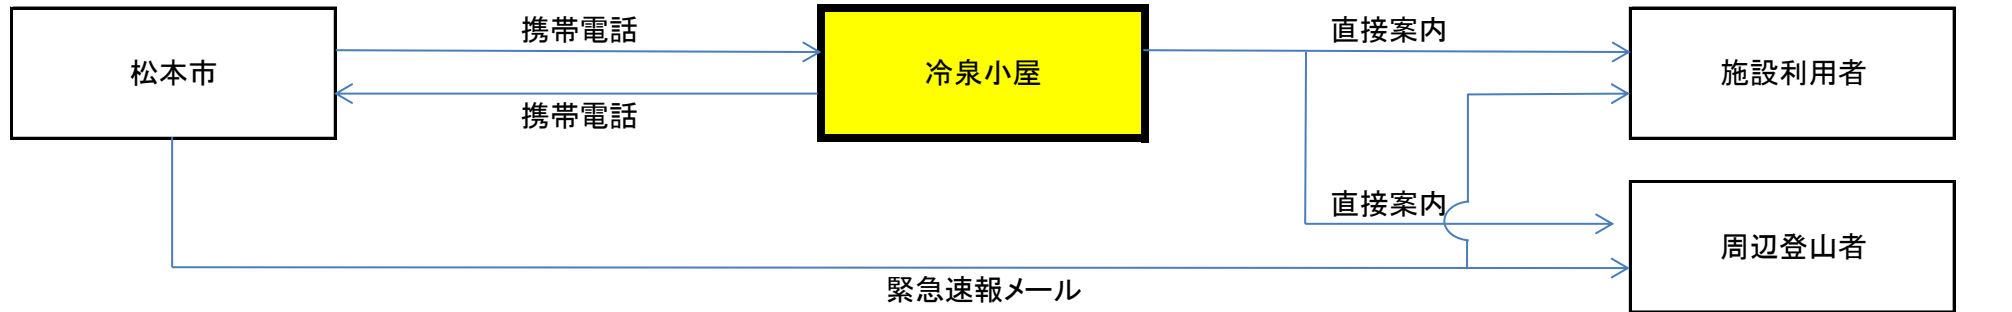 携帯電話
直接案内
松本市
冷泉小屋
施設利用者
携帯電話
直接案内
周辺登山者
緊急速報メール